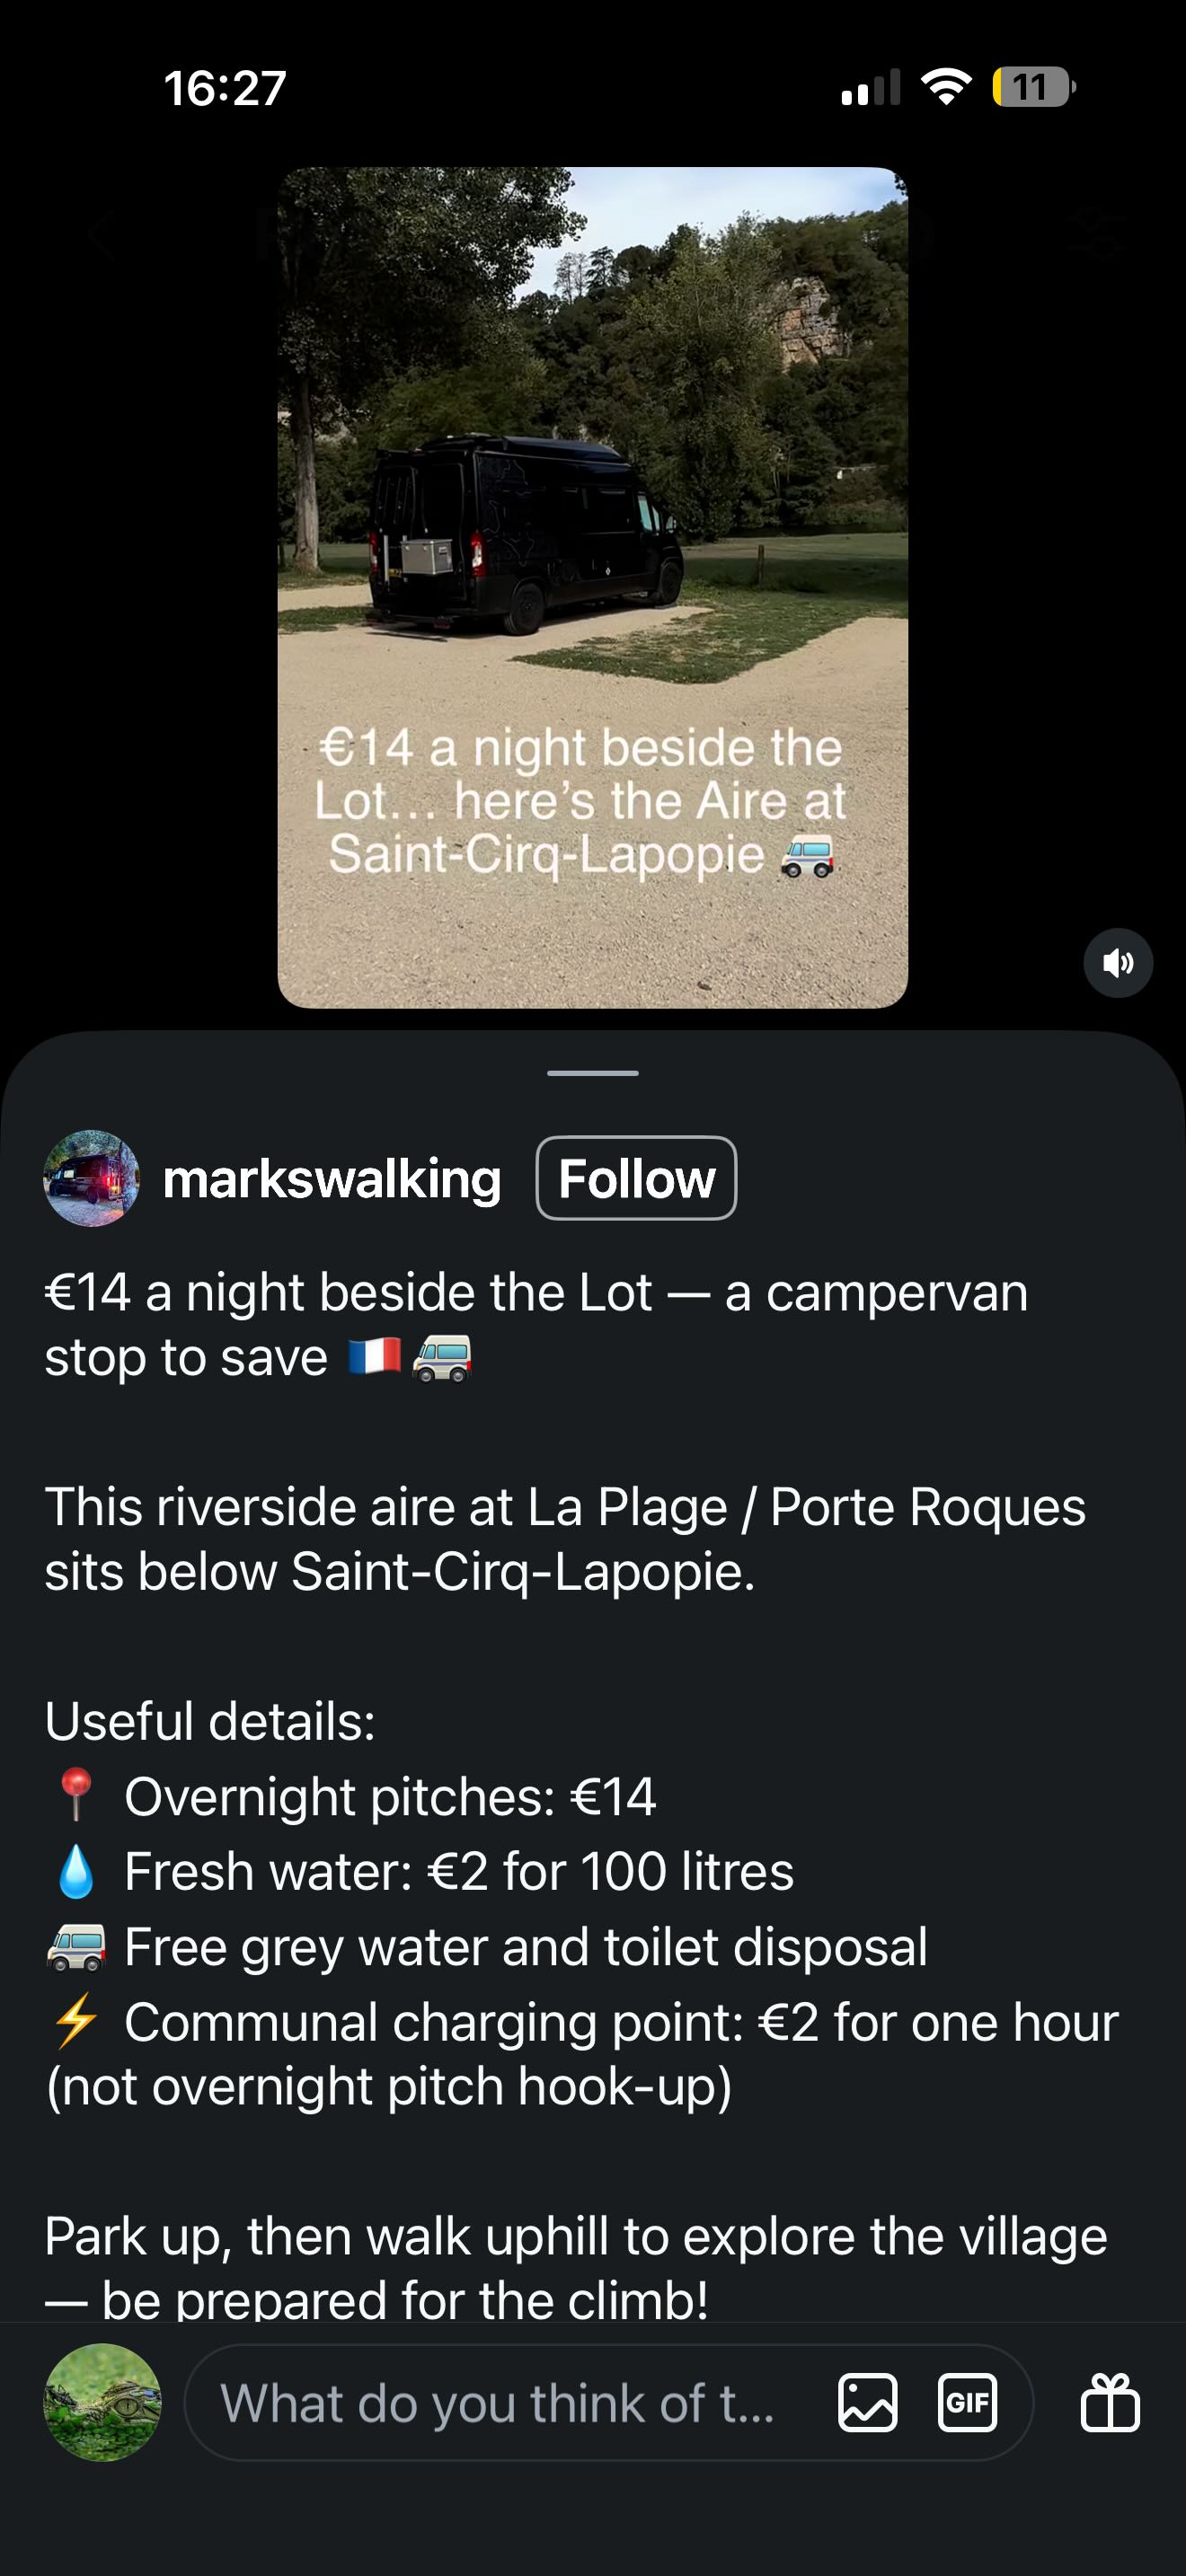 16:27
11
€14 a night beside the
Lot... here's the Aire at
Saint-Cirq-Lapopie 🚐
markswalking Follow
€14 a night beside the Lot — a campervan
stop to save 🇫🇷 🚐
This riverside aire at La Plage / Porte Roques
sits below Saint-Cirq-Lapopie.
Useful details:
📍 Overnight pitches: €14
💧 Fresh water: €2 for 100 litres
🚐 Free grey water and toilet disposal
⚡ Communal charging point: €2 for one hour
(not overnight pitch hook-up)
Park up, then walk uphill to explore the village
— be prepared for the climb!
What do you think of t...
GIF